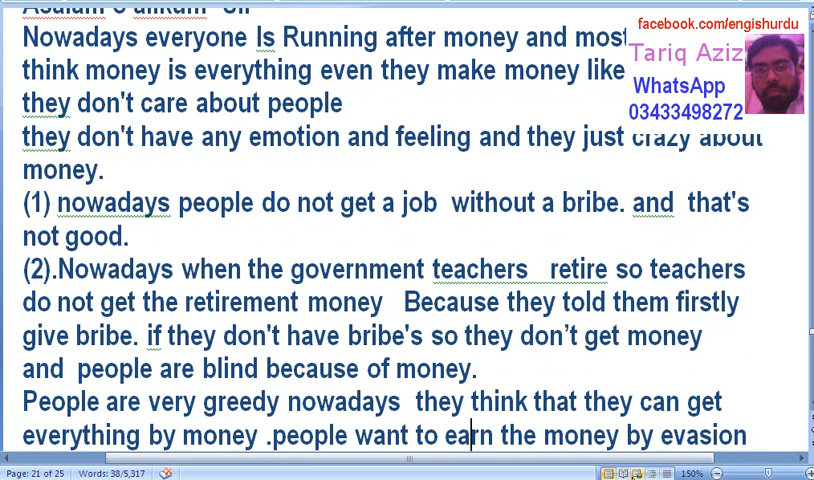 Asalam o alikum Sir
facebook.com/engishurdu
Nowadays everyone Is Running after money and most
Tariq Aziz
think money is everything even they make money like
WhatsApp
they don't care about people
03433498272
they don't have any emotion and feeling and they just crazy about
money.
(1) nowadays people do not get a job without a bribe. and that's
not good.
(2).Nowadays when the government teachers retire so teachers
do not get the retirement money Because they told them firstly
give bribe. if they don't have bribe's so they don’t get money
and people are blind because of money.
People are very greedy nowadays they think that they can get
everything by money .people want to earn the money by evasion
Page: 21 of 25 Words: 38/5,317 150%